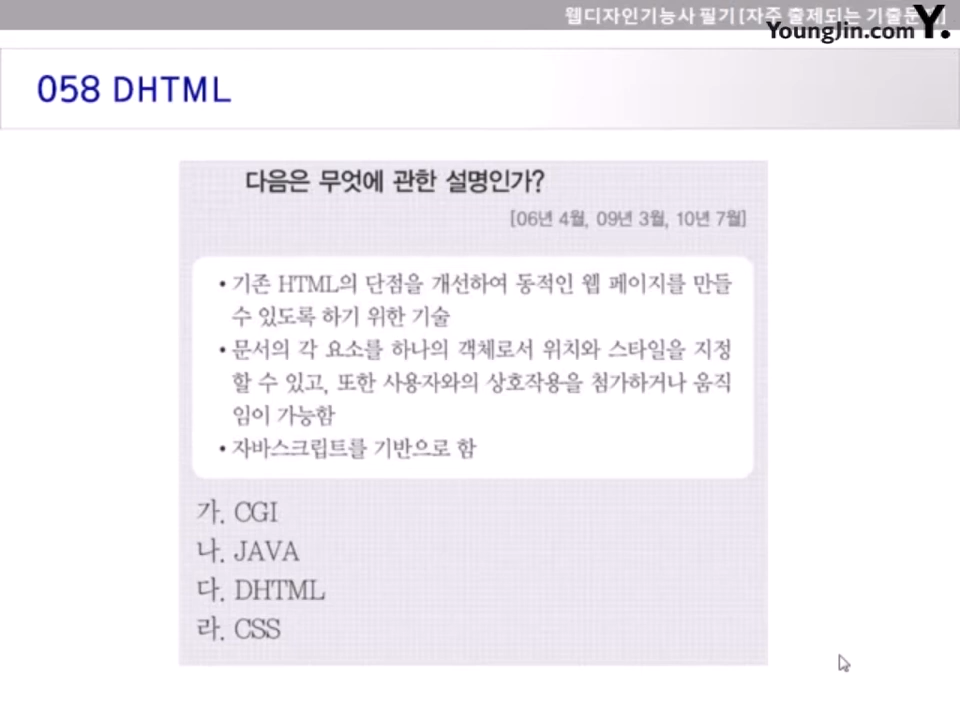 웹디자인기능사 필기 [자주 출제되는 기출문제]
YoungJin.com Y.
058 DHTML
다음은 무엇에 관한 설명인가?
[06년 4월, 09년 3월, 10년 7월]
• 기존 HTML의 단점을 개선하여 동적인 웹 페이지를 만들
수 있도록 하기 위한 기술
• 문서의 각 요소를 하나의 객체로서 위치와 스타일을 지정
할 수 있고, 또한 사용자와의 상호작용을 첨가하거나 움직
임이 가능함
• 자바스크립트를 기반으로 함
가. CGI
나. JAVA
다. DHTML
라. CSS